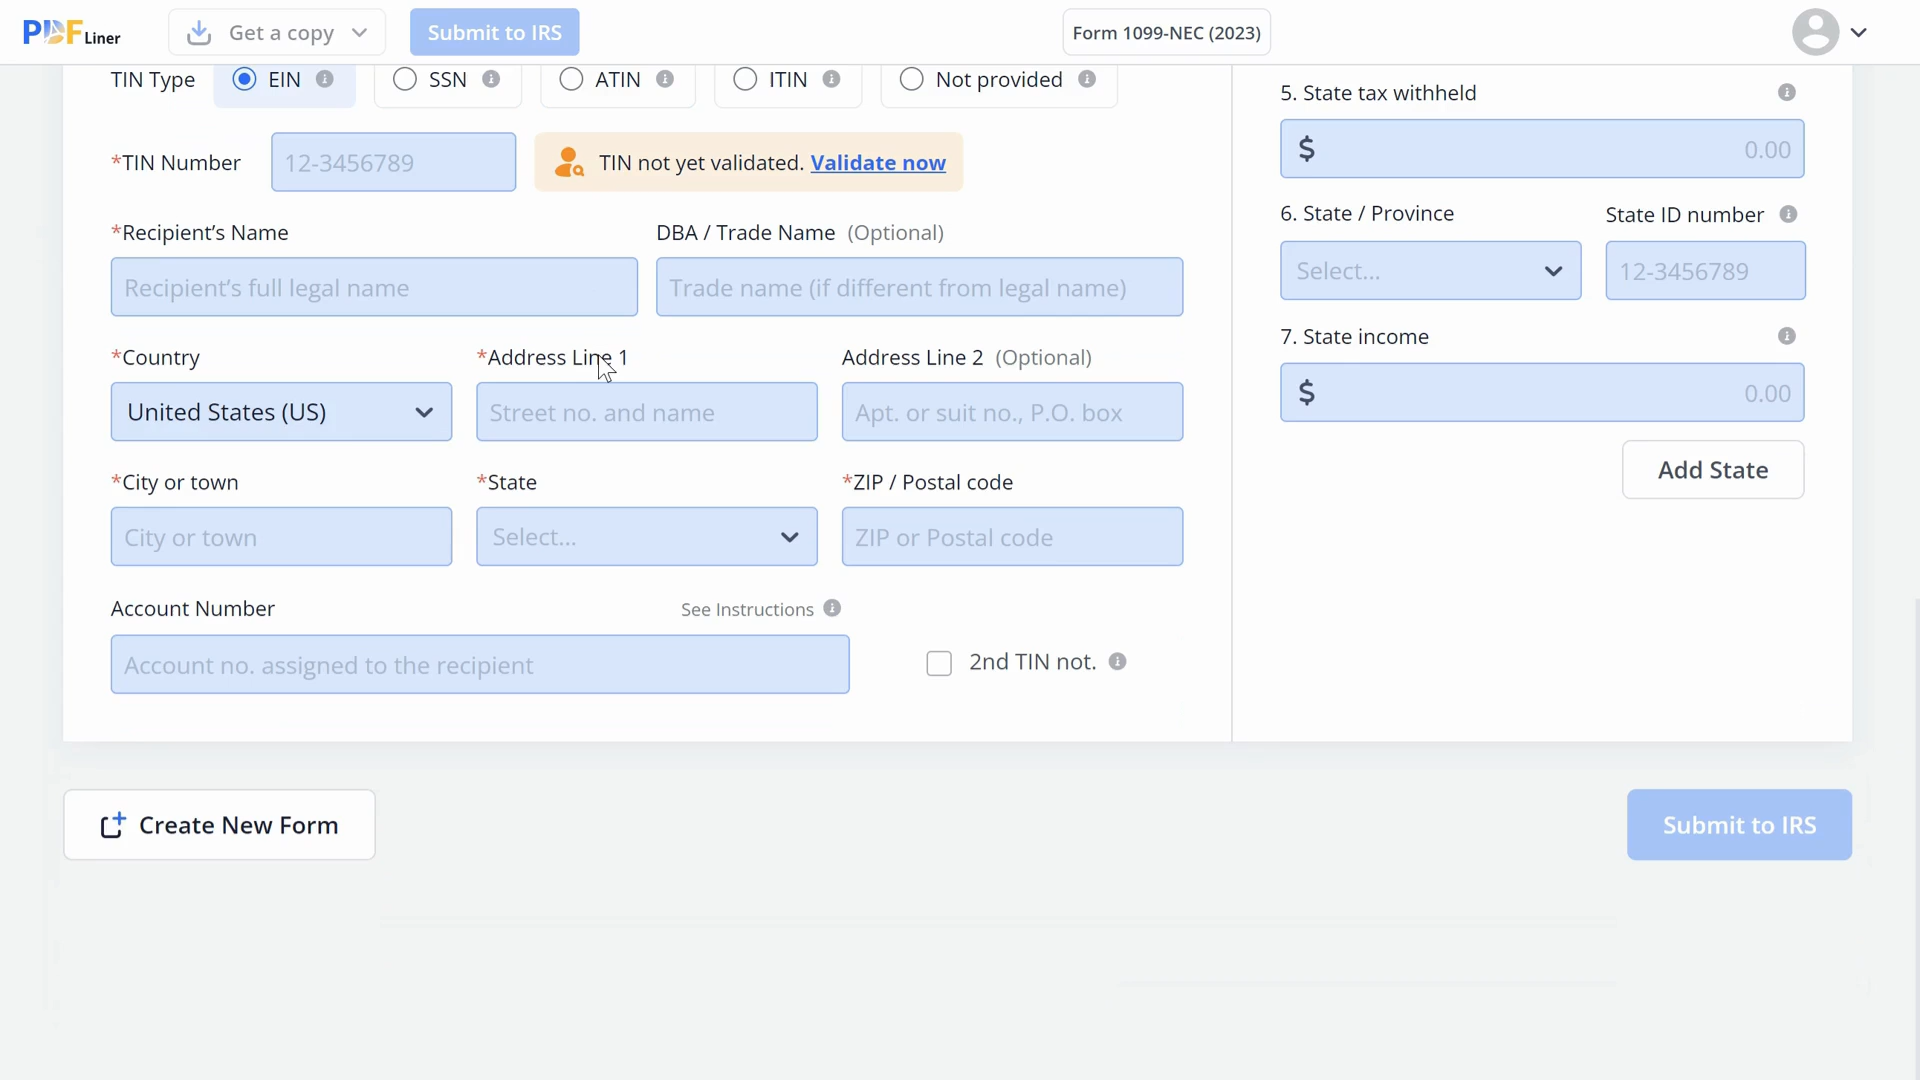 PDFLiner
Get a copy
Submit to IRS
Form 1099-NEC (2023)
TIN Type
EIN
SSN
ATIN
ITIN
Not provided
*TIN Number
12-3456789
TIN not yet validated. Validate now
*Recipient’s Name
DBA / Trade Name (Optional)
Recipient’s full legal name
Trade name (if different from legal name)
*Country
*Address Line 1
Address Line 2 (Optional)
United States (US)
Street no. and name
Apt. or suit no., P.O. box
*City or town
*State
*ZIP / Postal code
City or town
Select...
ZIP or Postal code
Account Number
See Instructions
Account no. assigned to the recipient
2nd TIN not.
5. State tax withheld
$ 0.00
6. State / Province
State ID number
Select...
12-3456789
7. State income
$ 0.00
Add State
Create New Form
Submit to IRS